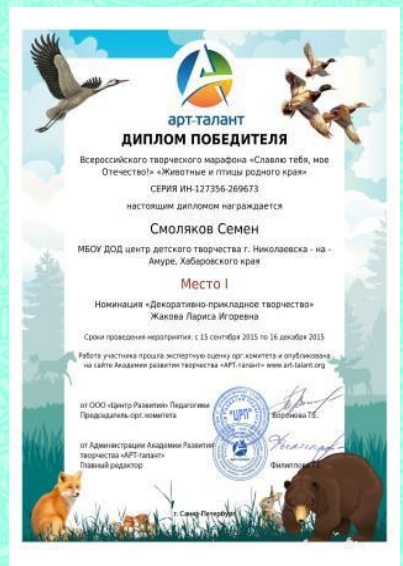 арт-талант
ДИПЛОМ ПОБЕДИТЕЛЯ
Всероссийского творческого марафона «Славлю тебя, мое
Отечество!» «Животные и птицы родного края»
СЕРИЯ ИН-127356-269673
настоящим дипломом награждается
Смоляков Семен
МБОУ ДОД центр детского творчества г. Николаевска - на -
Амуре, Хабаровского края
Место I
Номинация «Декоративно-прикладное творчество»
Жакова Лариса Игоревна
Сроки проведения мероприятия: с 15 сентября 2015 по 16 декабря 2015
Работа участника прошла экспертную оценку орг.комитета и опубликована
на сайте Академии развития творчества «АРТ-талант» www.art-talant.org
от ООО «Центр Развития» Педагогики
Председатель орг.комитета
"ЦРП"
Воронова Т.Е.
от Администрации Академии Развития
творчества «АРТ-талант»
Главный редактор
г. Санкт-Петербург